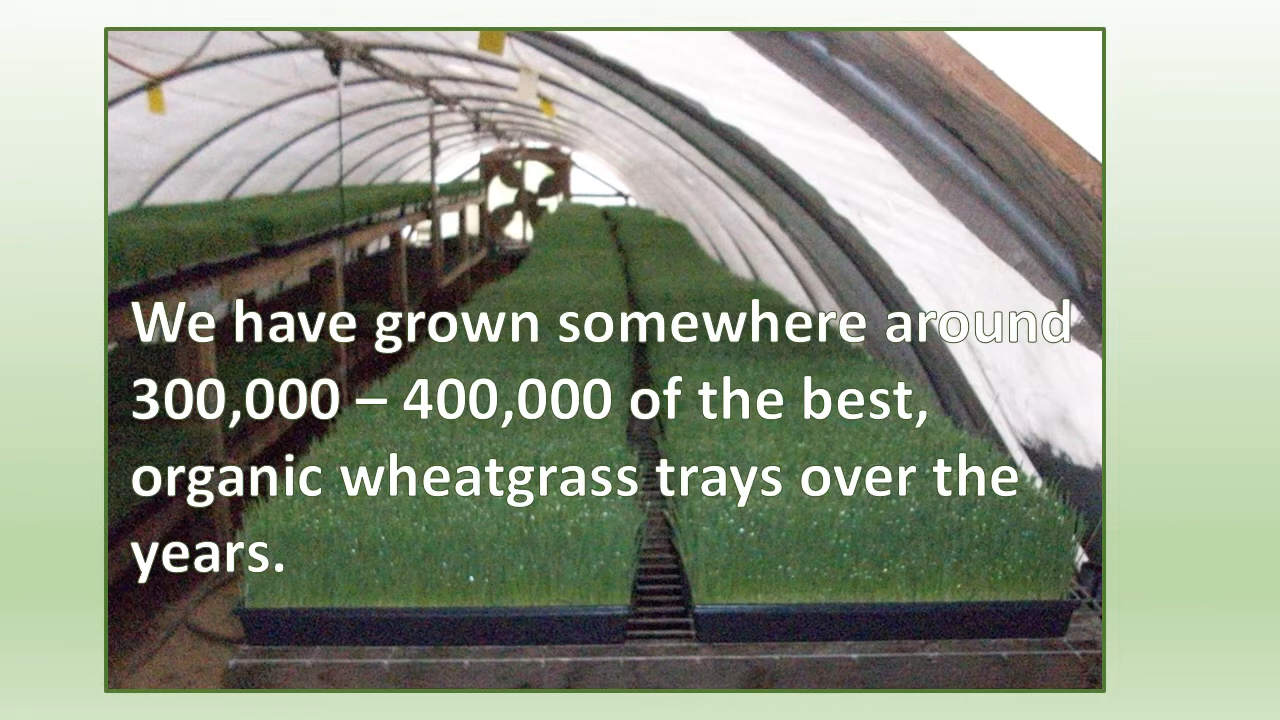 We have grown somewhere around
300,000 – 400,000 of the best,
organic wheatgrass trays over the
years.